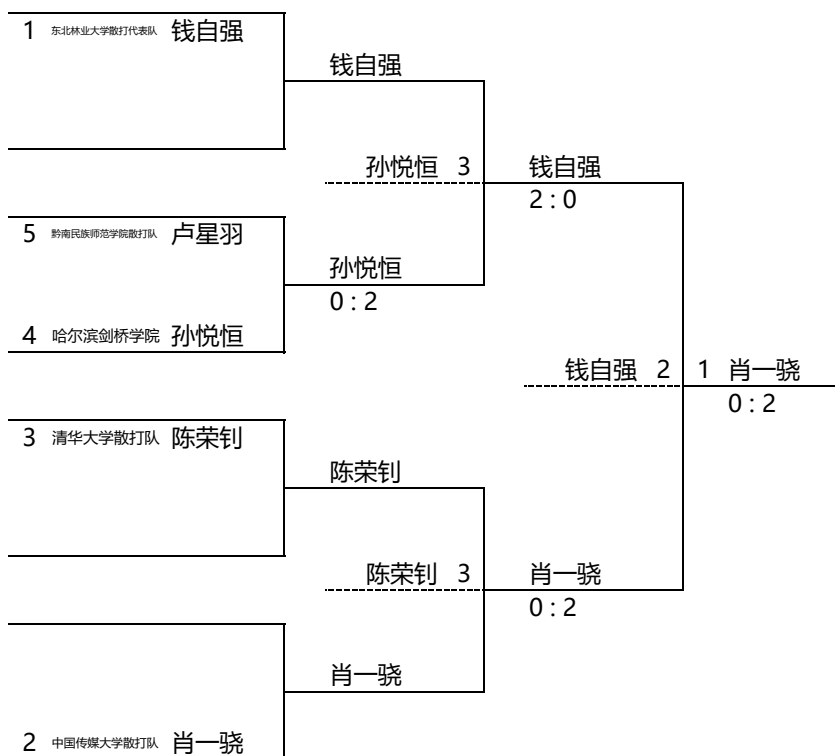 1 东北林业大学散打代表队 钱自强
钱自强
孙悦恒 3
钱自强
2 : 0
5 黔南民族师范学院散打队 卢星羽
孙悦恒
0 : 2
4 哈尔滨剑桥学院 孙悦恒
钱自强 2
1 肖一骁
0 : 2
3 清华大学散打队 陈荣钊
陈荣钊
陈荣钊 3
肖一骁
0 : 2
肖一骁
2 中国传媒大学散打队 肖一骁